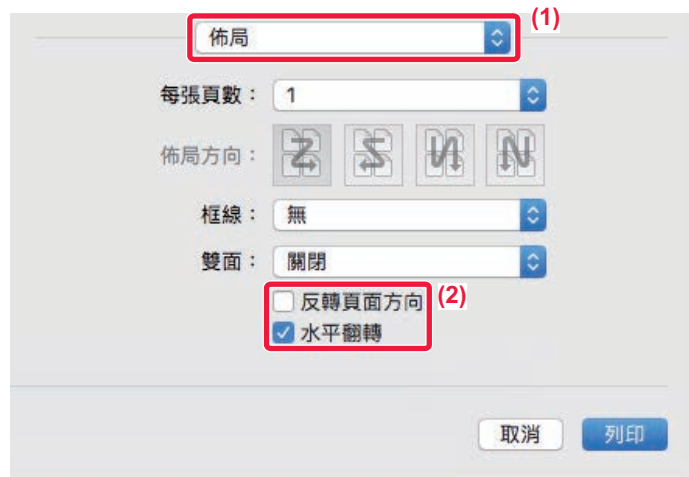 佈局 (1)
每張頁數： 1
佈局方向：
框線： 無
雙面： 關閉
反轉頁面方向 (2)
水平翻轉
取消 列印